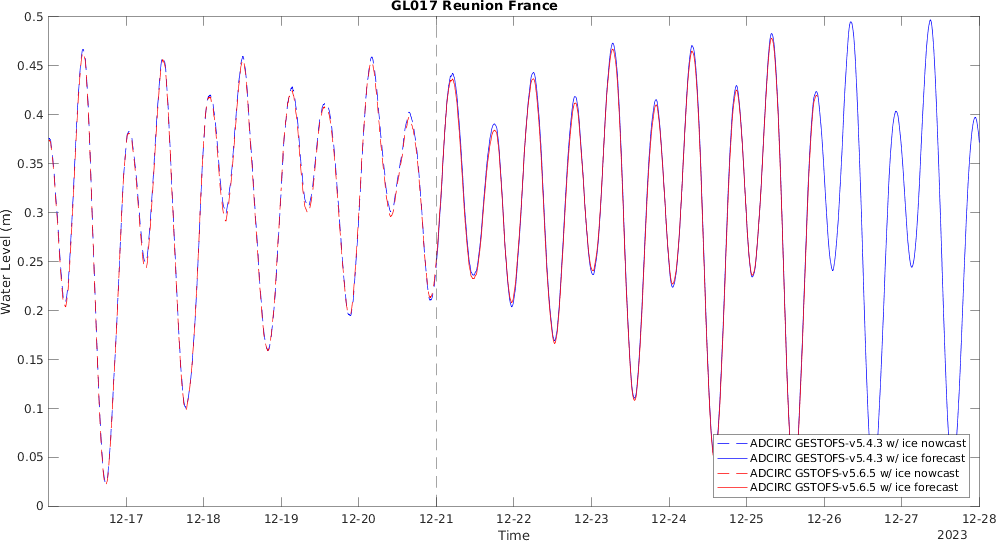 GL017 Reunion France
0.5
0.45
0.4
0.35
0.3
0.25
0.2
0.15
0.1
0.05
0
Water Level (m)
ADCIRC GESTOFS-v5.4.3 w/ ice nowcast
ADCIRC GESTOFS-v5.4.3 w/ ice forecast
ADCIRC GSTOFS-v5.6.5 w/ ice nowcast
ADCIRC GSTOFS-v5.6.5 w/ ice forecast
12-17 12-18 12-19 12-20 12-21 12-22 12-23 12-24 12-25 12-26 12-27 12-28
Time 2023